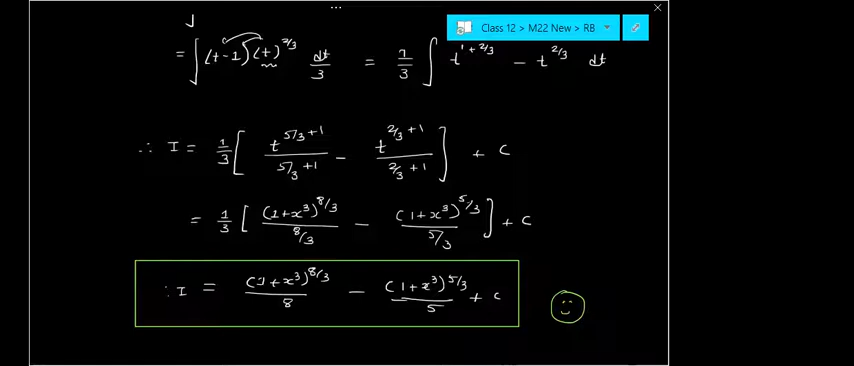 Class 12 > M22 New > RB
= ∫ (t-1) (t)^2/3 dt/3 = 1/3 ∫ t^1+2/3 - t^2/3 dt
∴ I = 1/3 [ t^5/3+1 / 5/3+1 - t^2/3+1 / 2/3+1 ] + C
= 1/3 [ (1+x^3)^8/3 / 8/3 - (1+x^3)^5/3 / 5/3 ] + C
∴ I = (1+x^3)^8/3 / 8 - (1+x^3)^5/3 / 5 + C